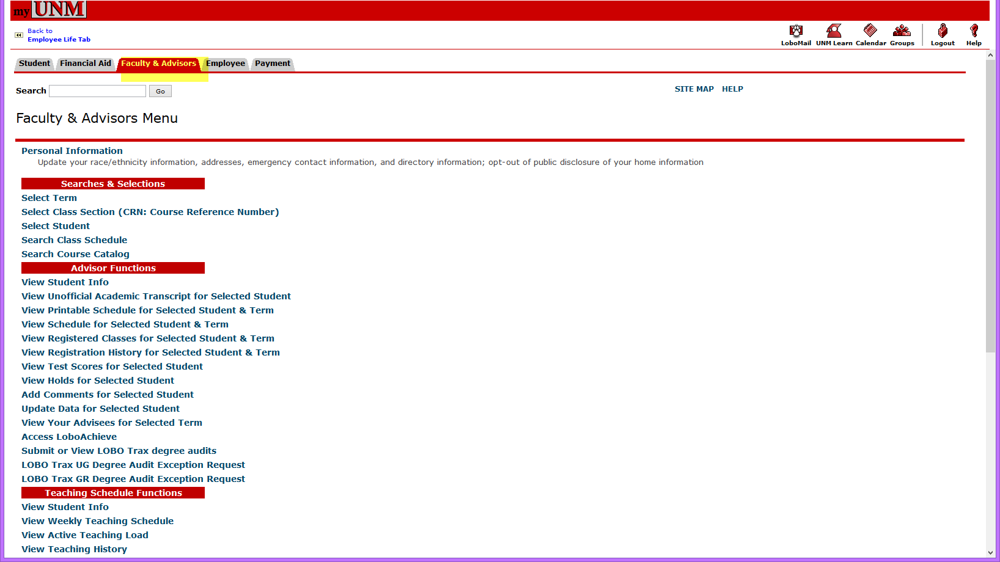 my UNM
Back to
Employee Life Tab
LoboMail UNM Learn Calendar Groups Logout Help
Student Financial Aid Faculty & Advisors Employee Payment
Search Go SITE MAP HELP
Faculty & Advisors Menu
Personal Information
Update your race/ethnicity information, addresses, emergency contact information, and directory information; opt-out of public disclosure of your home information
Searches & Selections
Select Term
Select Class Section (CRN: Course Reference Number)
Select Student
Search Class Schedule
Search Course Catalog
Advisor Functions
View Student Info
View Unofficial Academic Transcript for Selected Student
View Printable Schedule for Selected Student & Term
View Schedule for Selected Student & Term
View Registered Classes for Selected Student & Term
View Registration History for Selected Student & Term
View Test Scores for Selected Student
View Holds for Selected Student
Add Comments for Selected Student
Update Data for Selected Student
View Your Advisees for Selected Term
Access LoboAchieve
Submit or View LOBO Trax degree audits
LOBO Trax UG Degree Audit Exception Request
LOBO Trax GR Degree Audit Exception Request
Teaching Schedule Functions
View Student Info
View Weekly Teaching Schedule
View Active Teaching Load
View Teaching History